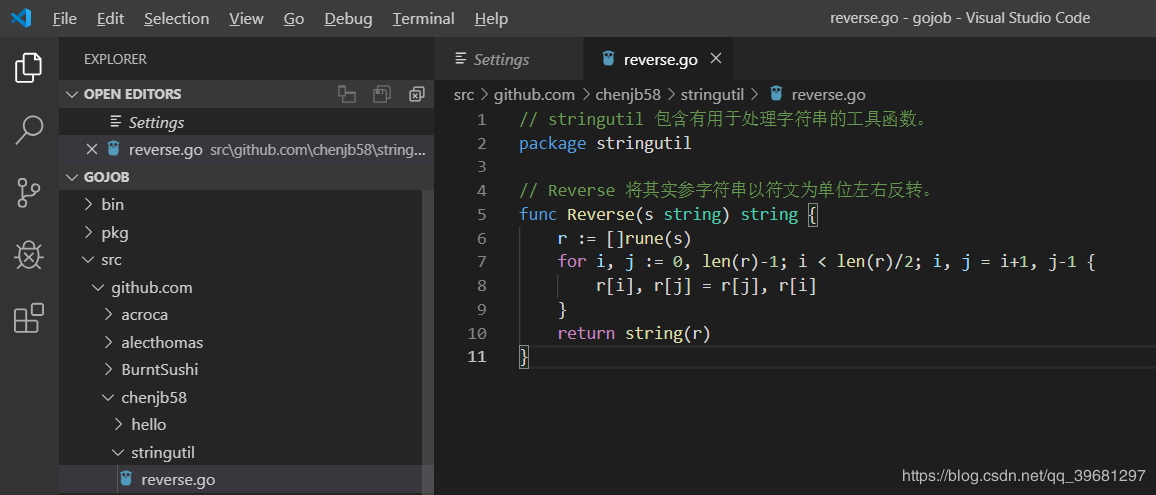 File Edit Selection View Go Debug Terminal Help reverse.go - gojob - Visual Studio Code
EXPLORER
OPEN EDITORS
Settings
reverse.go src\github.com\chenjb58\string...
GOJOB
bin
pkg
src
github.com
acroca
alecthomas
BurntSushi
chenjb58
hello
stringutil
reverse.go
Settings reverse.go
src > github.com > chenjb58 > stringutil > reverse.go
1 // stringutil 包含有用于处理字符串的工具函数。
2 package stringutil
3
4 // Reverse 将其实参字符串以符文为单位左右反转。
5 func Reverse(s string) string {
6 r := []rune(s)
7 for i, j := 0, len(r)-1; i < len(r)/2; i, j = i+1, j-1 {
8 r[i], r[j] = r[j], r[i]
9 }
10 return string(r)
11 }
https://blog.csdn.net/qq_39681297